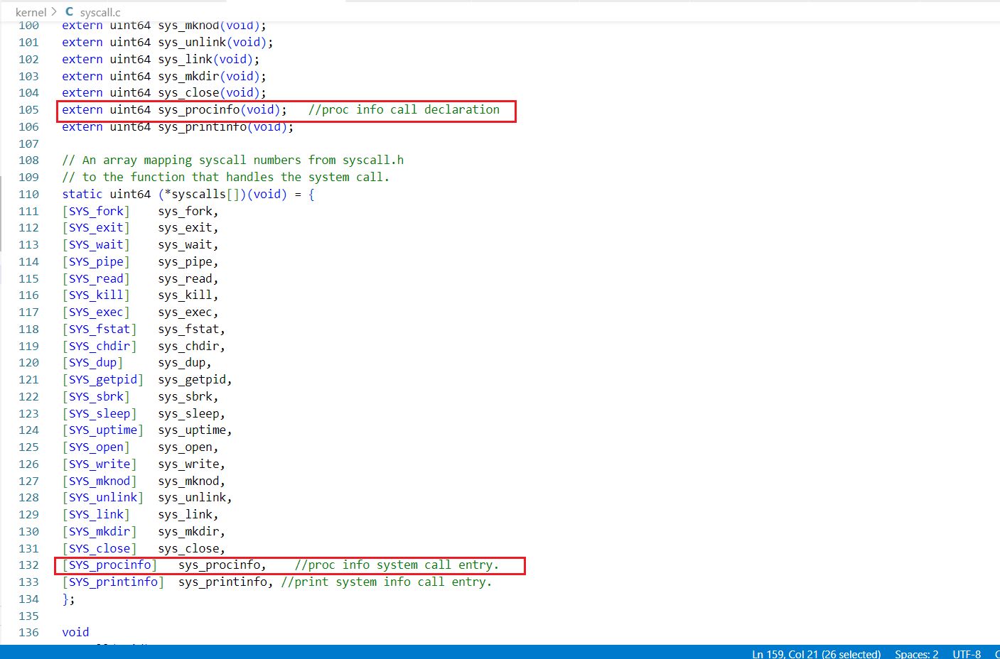 kernel > C syscall.c
100 extern uint64 sys_mknod(void);
101 extern uint64 sys_unlink(void);
102 extern uint64 sys_link(void);
103 extern uint64 sys_mkdir(void);
104 extern uint64 sys_close(void);
105 extern uint64 sys_procinfo(void);   //proc info call declaration
106 extern uint64 sys_printinfo(void);
107
108 // An array mapping syscall numbers from syscall.h
109 // to the function that handles the system call.
110 static uint64 (*syscalls[])(void) = {
111 [SYS_fork]    sys_fork,
112 [SYS_exit]    sys_exit,
113 [SYS_wait]    sys_wait,
114 [SYS_pipe]    sys_pipe,
115 [SYS_read]    sys_read,
116 [SYS_kill]    sys_kill,
117 [SYS_exec]    sys_exec,
118 [SYS_fstat]   sys_fstat,
119 [SYS_chdir]   sys_chdir,
120 [SYS_dup]     sys_dup,
121 [SYS_getpid]  sys_getpid,
122 [SYS_sbrk]    sys_sbrk,
123 [SYS_sleep]   sys_sleep,
124 [SYS_uptime]  sys_uptime,
125 [SYS_open]    sys_open,
126 [SYS_write]   sys_write,
127 [SYS_mknod]   sys_mknod,
128 [SYS_unlink]  sys_unlink,
129 [SYS_link]    sys_link,
130 [SYS_mkdir]   sys_mkdir,
131 [SYS_close]   sys_close,
132 [SYS_procinfo]   sys_procinfo,    //proc info system call entry.
133 [SYS_printinfo]  sys_printinfo, //print system info call entry.
134 };
135
136 void
Ln 159, Col 21 (26 selected) Spaces: 2 UTF-8